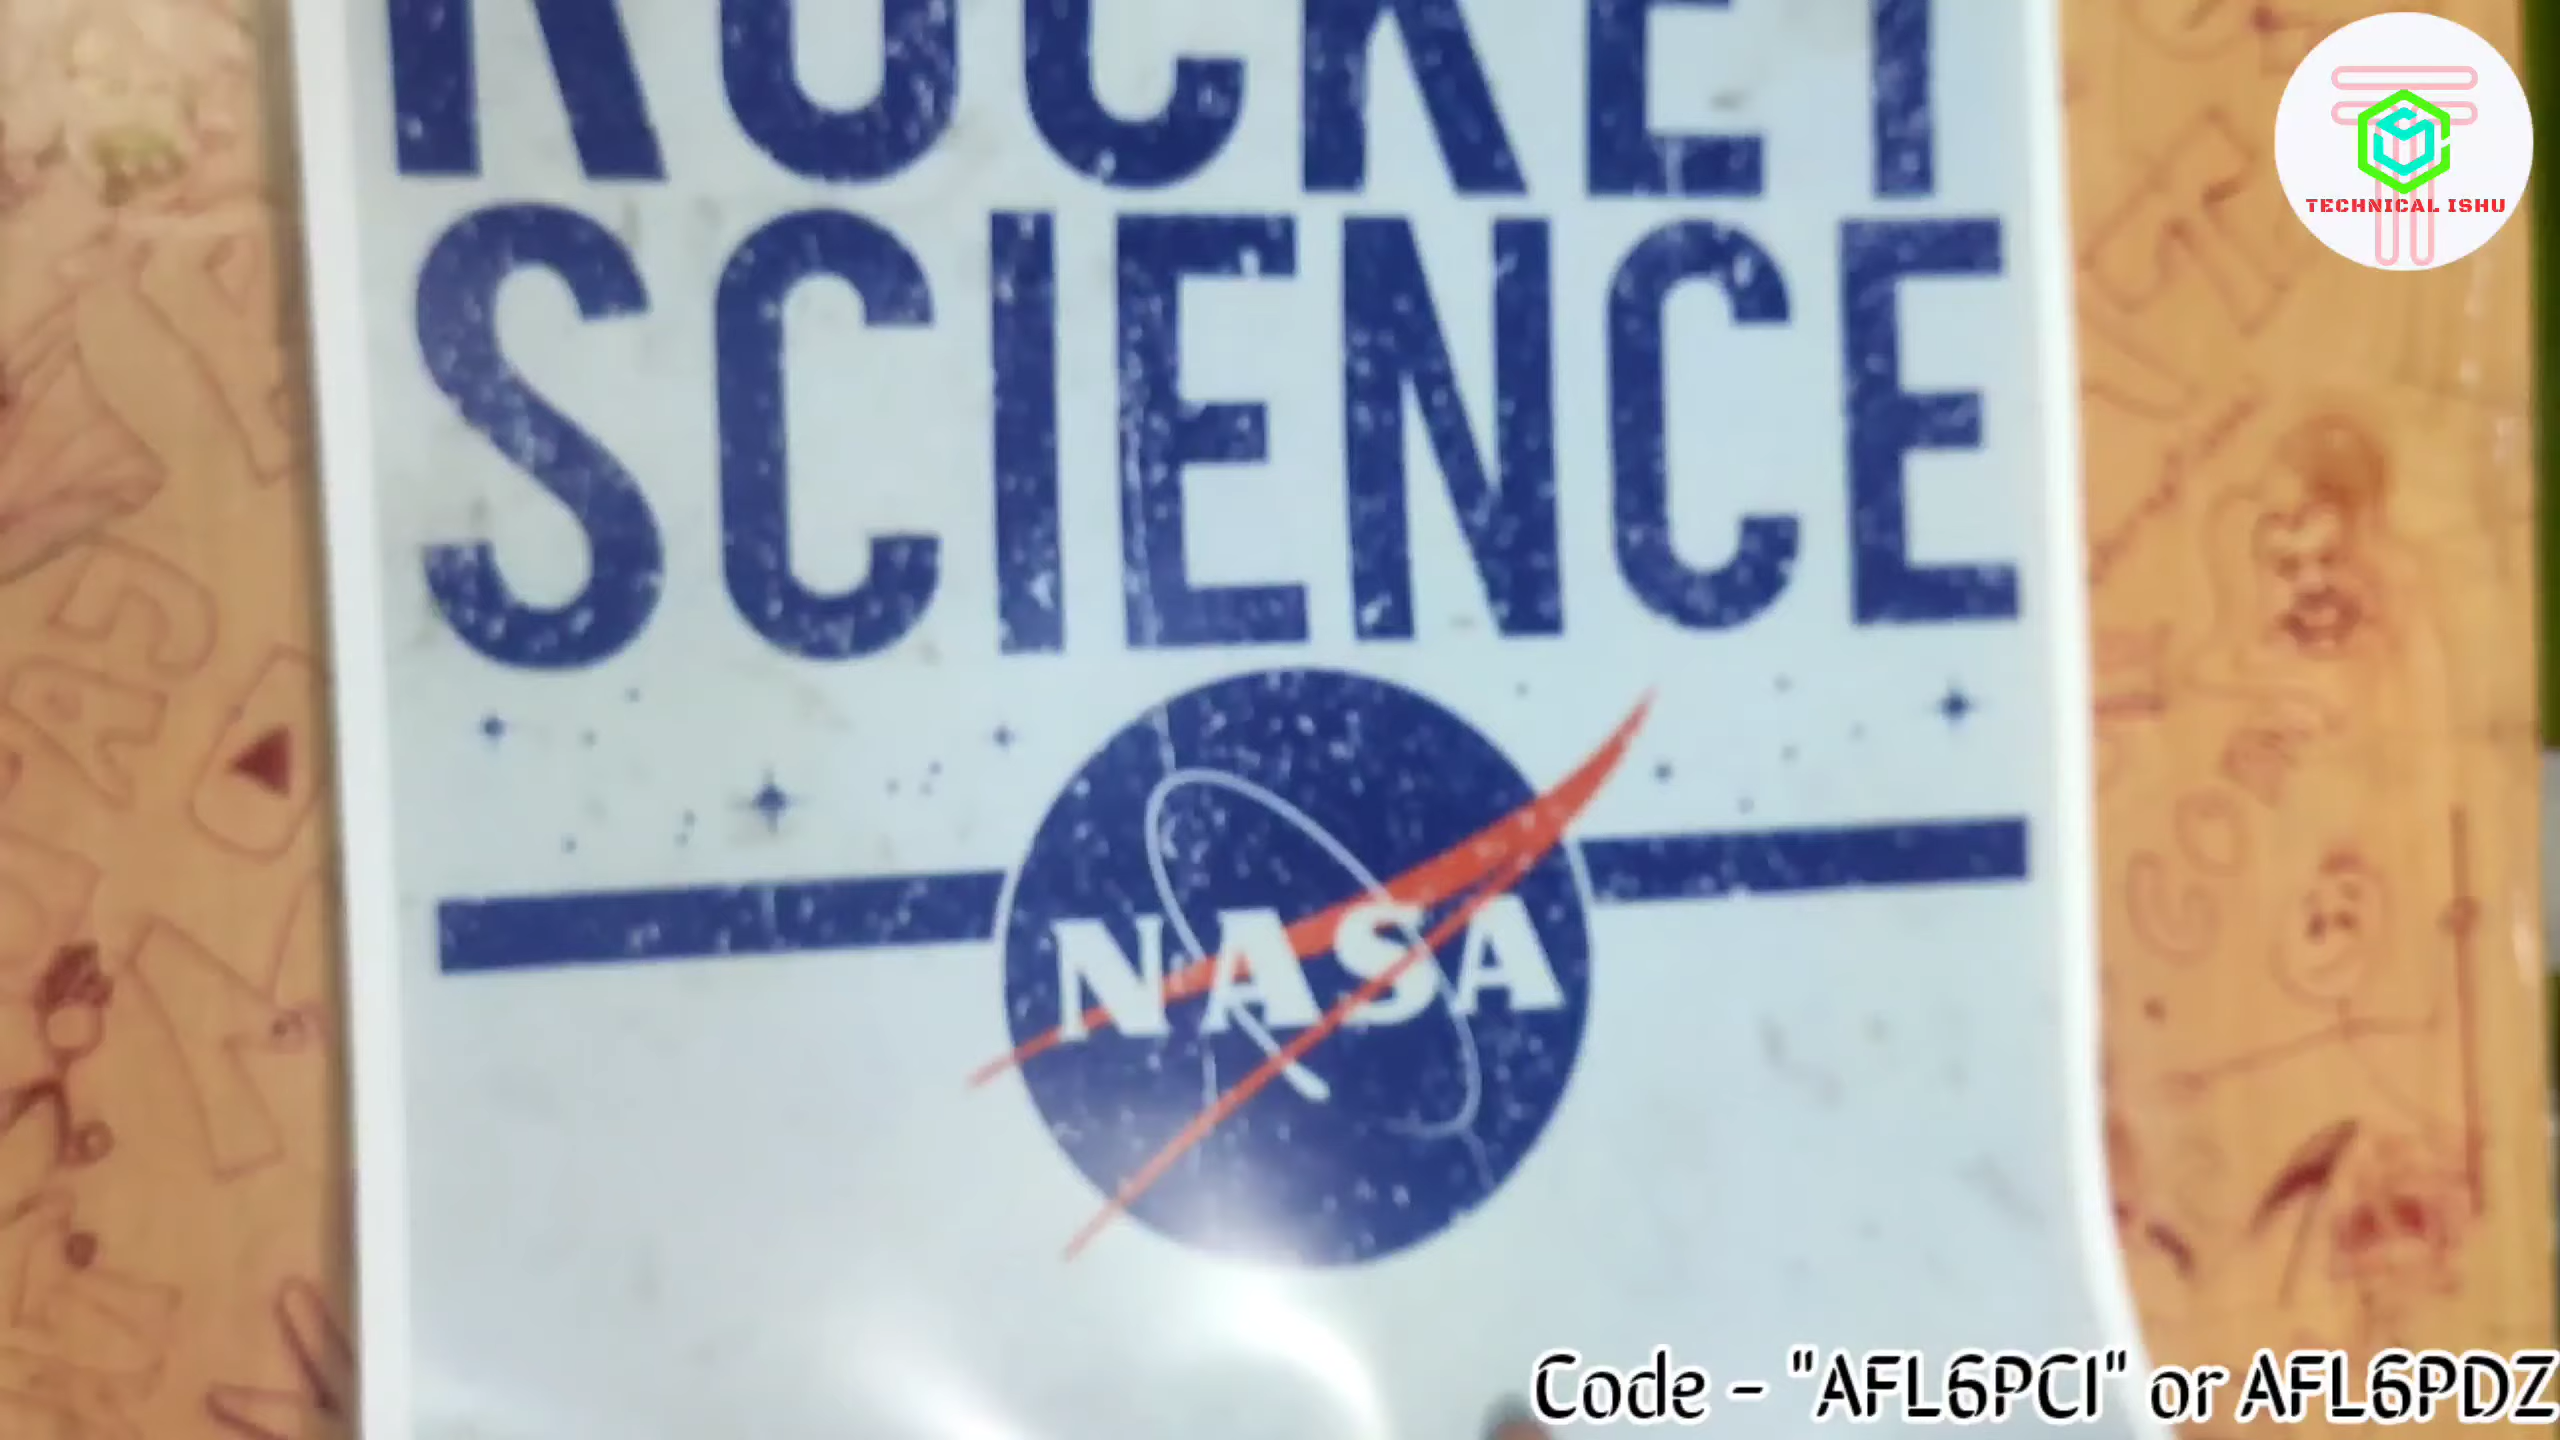 ROCKET
TECHNICAL ISHU
SCIENCE
NASA
Code - "AFL6PCI" or AFL6PDZ